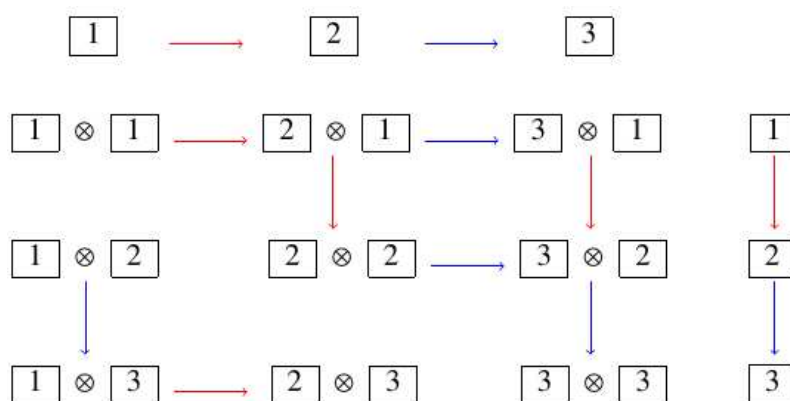 1 2 3
1 ⊗ 1 2 ⊗ 1 3 ⊗ 1 1
1 ⊗ 2 2 ⊗ 2 3 ⊗ 2 2
1 ⊗ 3 2 ⊗ 3 3 ⊗ 3 3